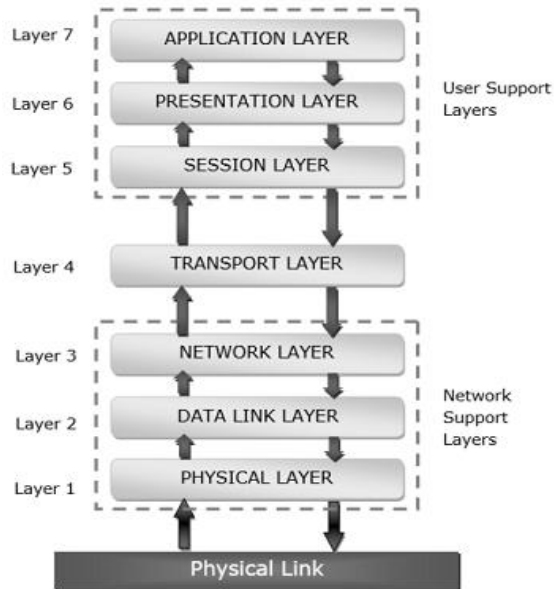 Layer 7
APPLICATION LAYER
Layer 6
PRESENTATION LAYER
User Support
Layers
Layer 5
SESSION LAYER
Layer 4
TRANSPORT LAYER
Layer 3
NETWORK LAYER
Layer 2
DATA LINK LAYER
Network
Support
Layers
Layer 1
PHYSICAL LAYER
Physical Link